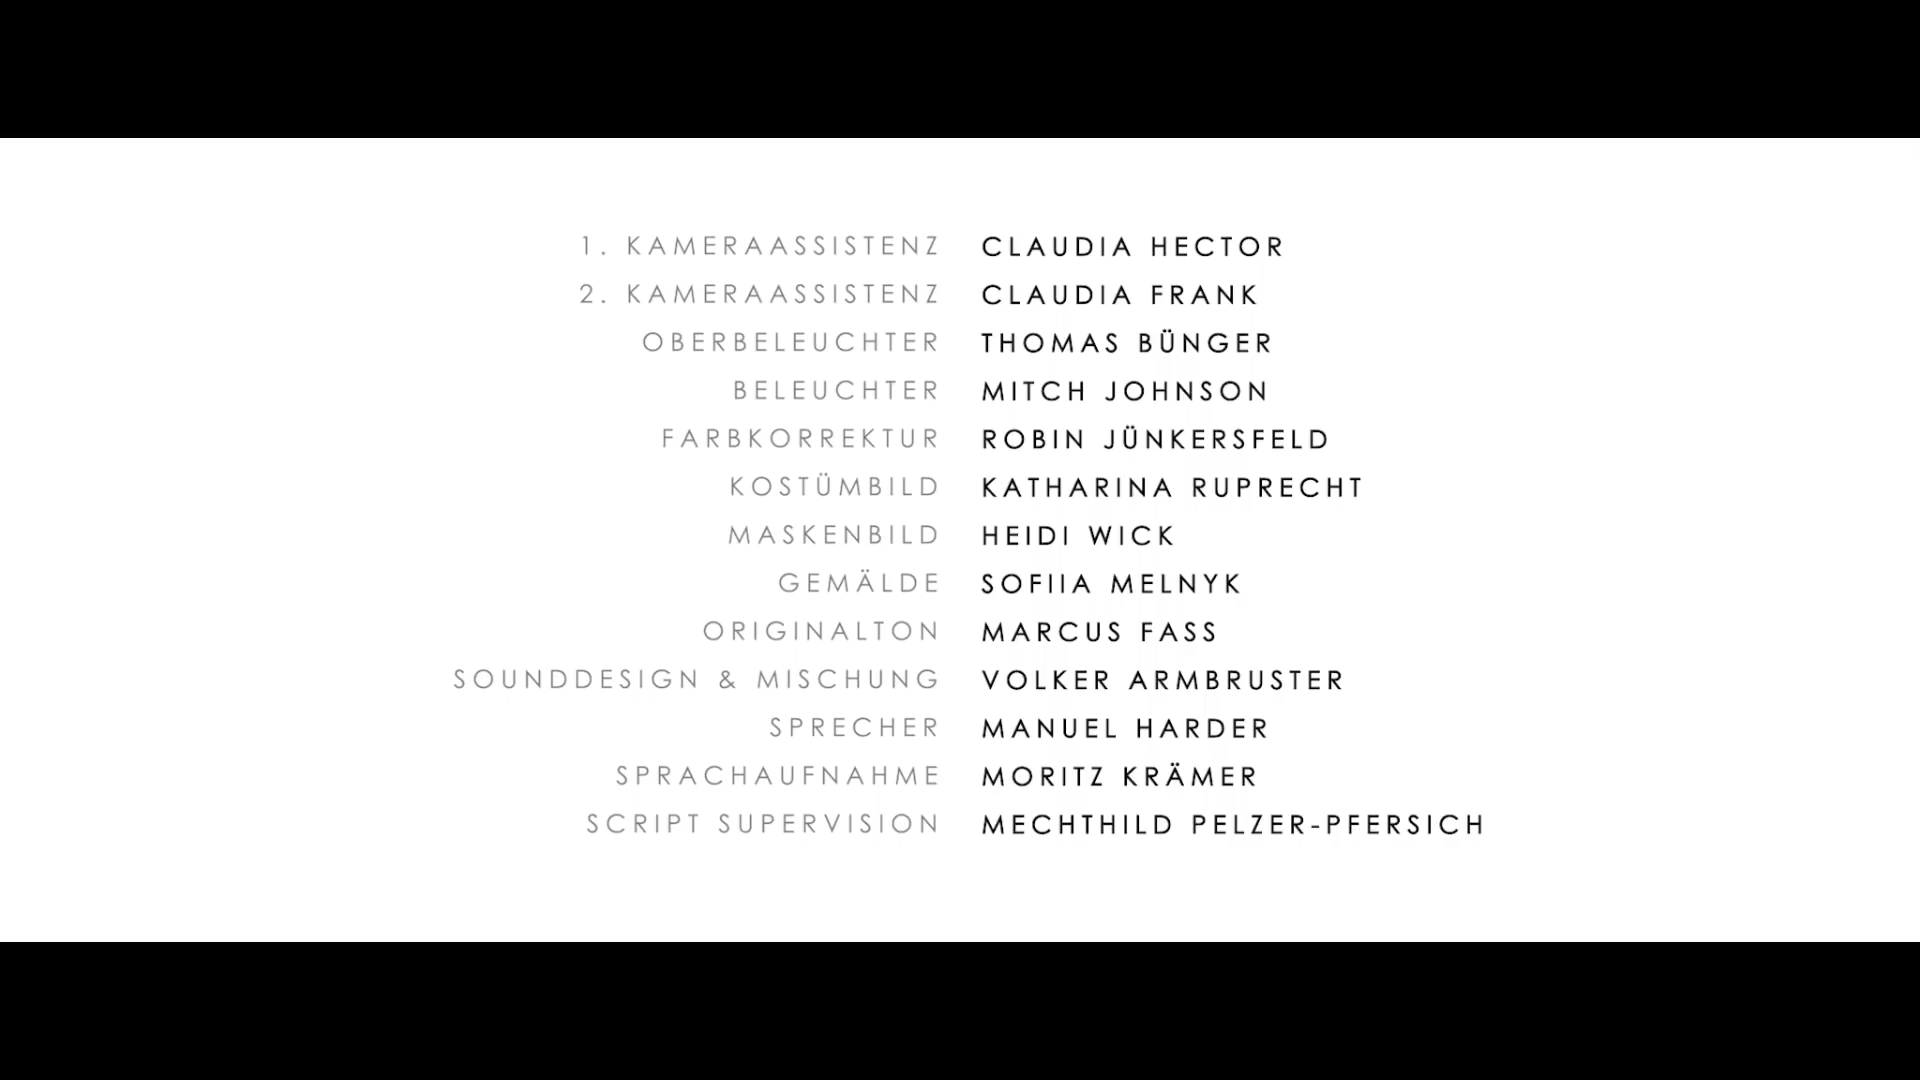 1. KAMERAASSISTENZ CLAUDIA HECTOR
2. KAMERAASSISTENZ CLAUDIA FRANK
OBERBELEUCHTER THOMAS BÜNGER
BELEUCHTER MITCH JOHNSON
FARBKORREKTUR ROBIN JÜNKERSFELD
KOSTÜMBILD KATHARINA RUPRECHT
MASKENBILD HEIDI WICK
GEMÄLDE SOFIIA MELNYK
ORIGINALTON MARCUS FASS
SOUNDDESIGN & MISCHUNG VOLKER ARMBRUSTER
SPRECHER MANUEL HARDER
SPRACHAUFNAHME MORITZ KRÄMER
SCRIPT SUPERVISION MECHTHILD PELZER-PFERSICH